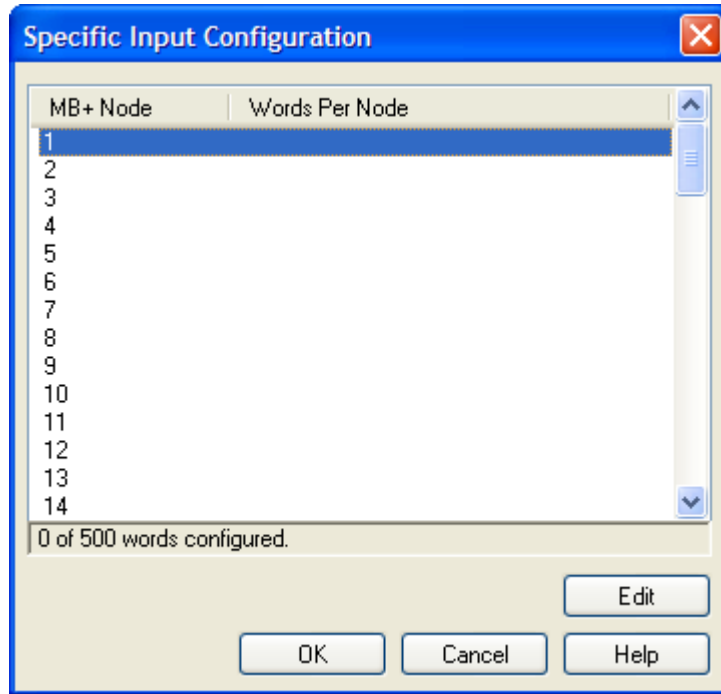 Specific Input Configuration
MB+ Node Words Per Node
1
2
3
4
5
6
7
8
9
10
11
12
13
14
0 of 500 words configured.
Edit
OK Cancel Help